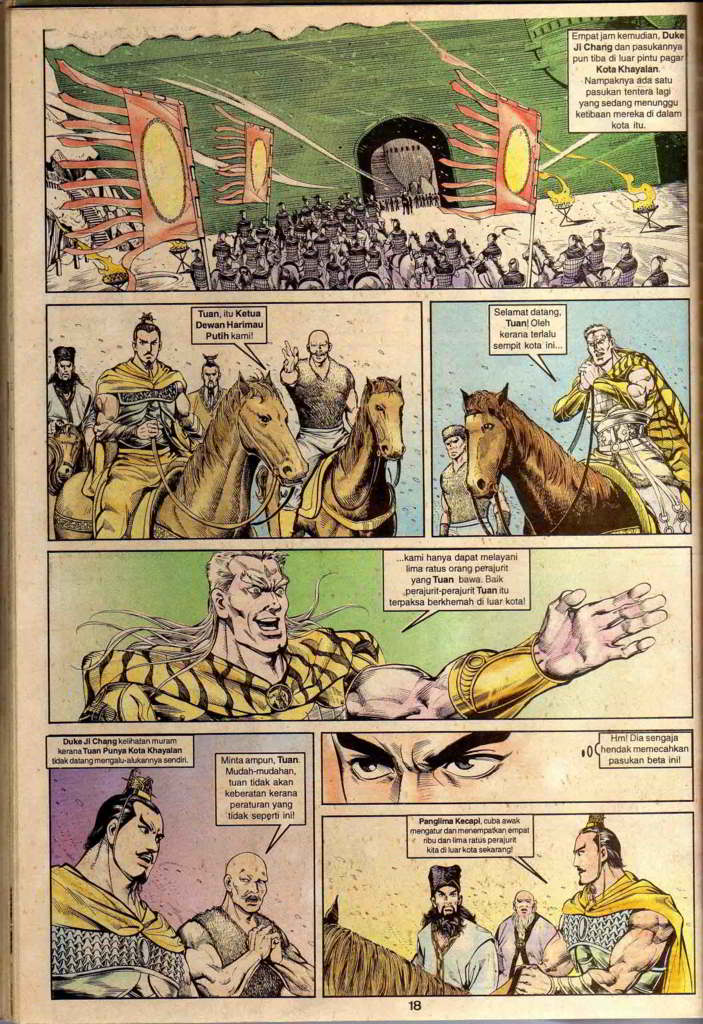 Empat jam kemudian, Duke
Ji Chang dan pasukannya
pun tiba di luar pintu pagar
Kota Khayalan.
Nampaknya ada satu
pasukan tentera lagi
yang sedang menunggu
ketibaan mereka di dalam
kota itu.
Tuan, itu Ketua
Dewan Harimau
Putih kami!
Selamat datang,
Tuan! Oleh
kerana terlalu
sempit kota ini...
...kami hanya dapat melayani
lima ratus orang perajurit
yang Tuan bawa. Baik
perajurit-perajurit Tuan itu
terpaksa berkhemah di luar kota!
Duke Ji Chang kelihatan muram
kerana Tuan Punya Kota Khayalan
tidak datang mengalu-alukannya sendiri.
Minta ampun, Tuan.
Mudah-mudahan,
tuan tidak akan
keberatan kerana
peraturan yang
tidak seperti ini!
Hm! Dia sengaja
hendak memecahkan
pasukan beta ini!
Panglima Kecapi, cuba awak
mengatur dan menempatkan empat
ribu dan lima ratus perajurit
kita di luar kota sekarang!
18